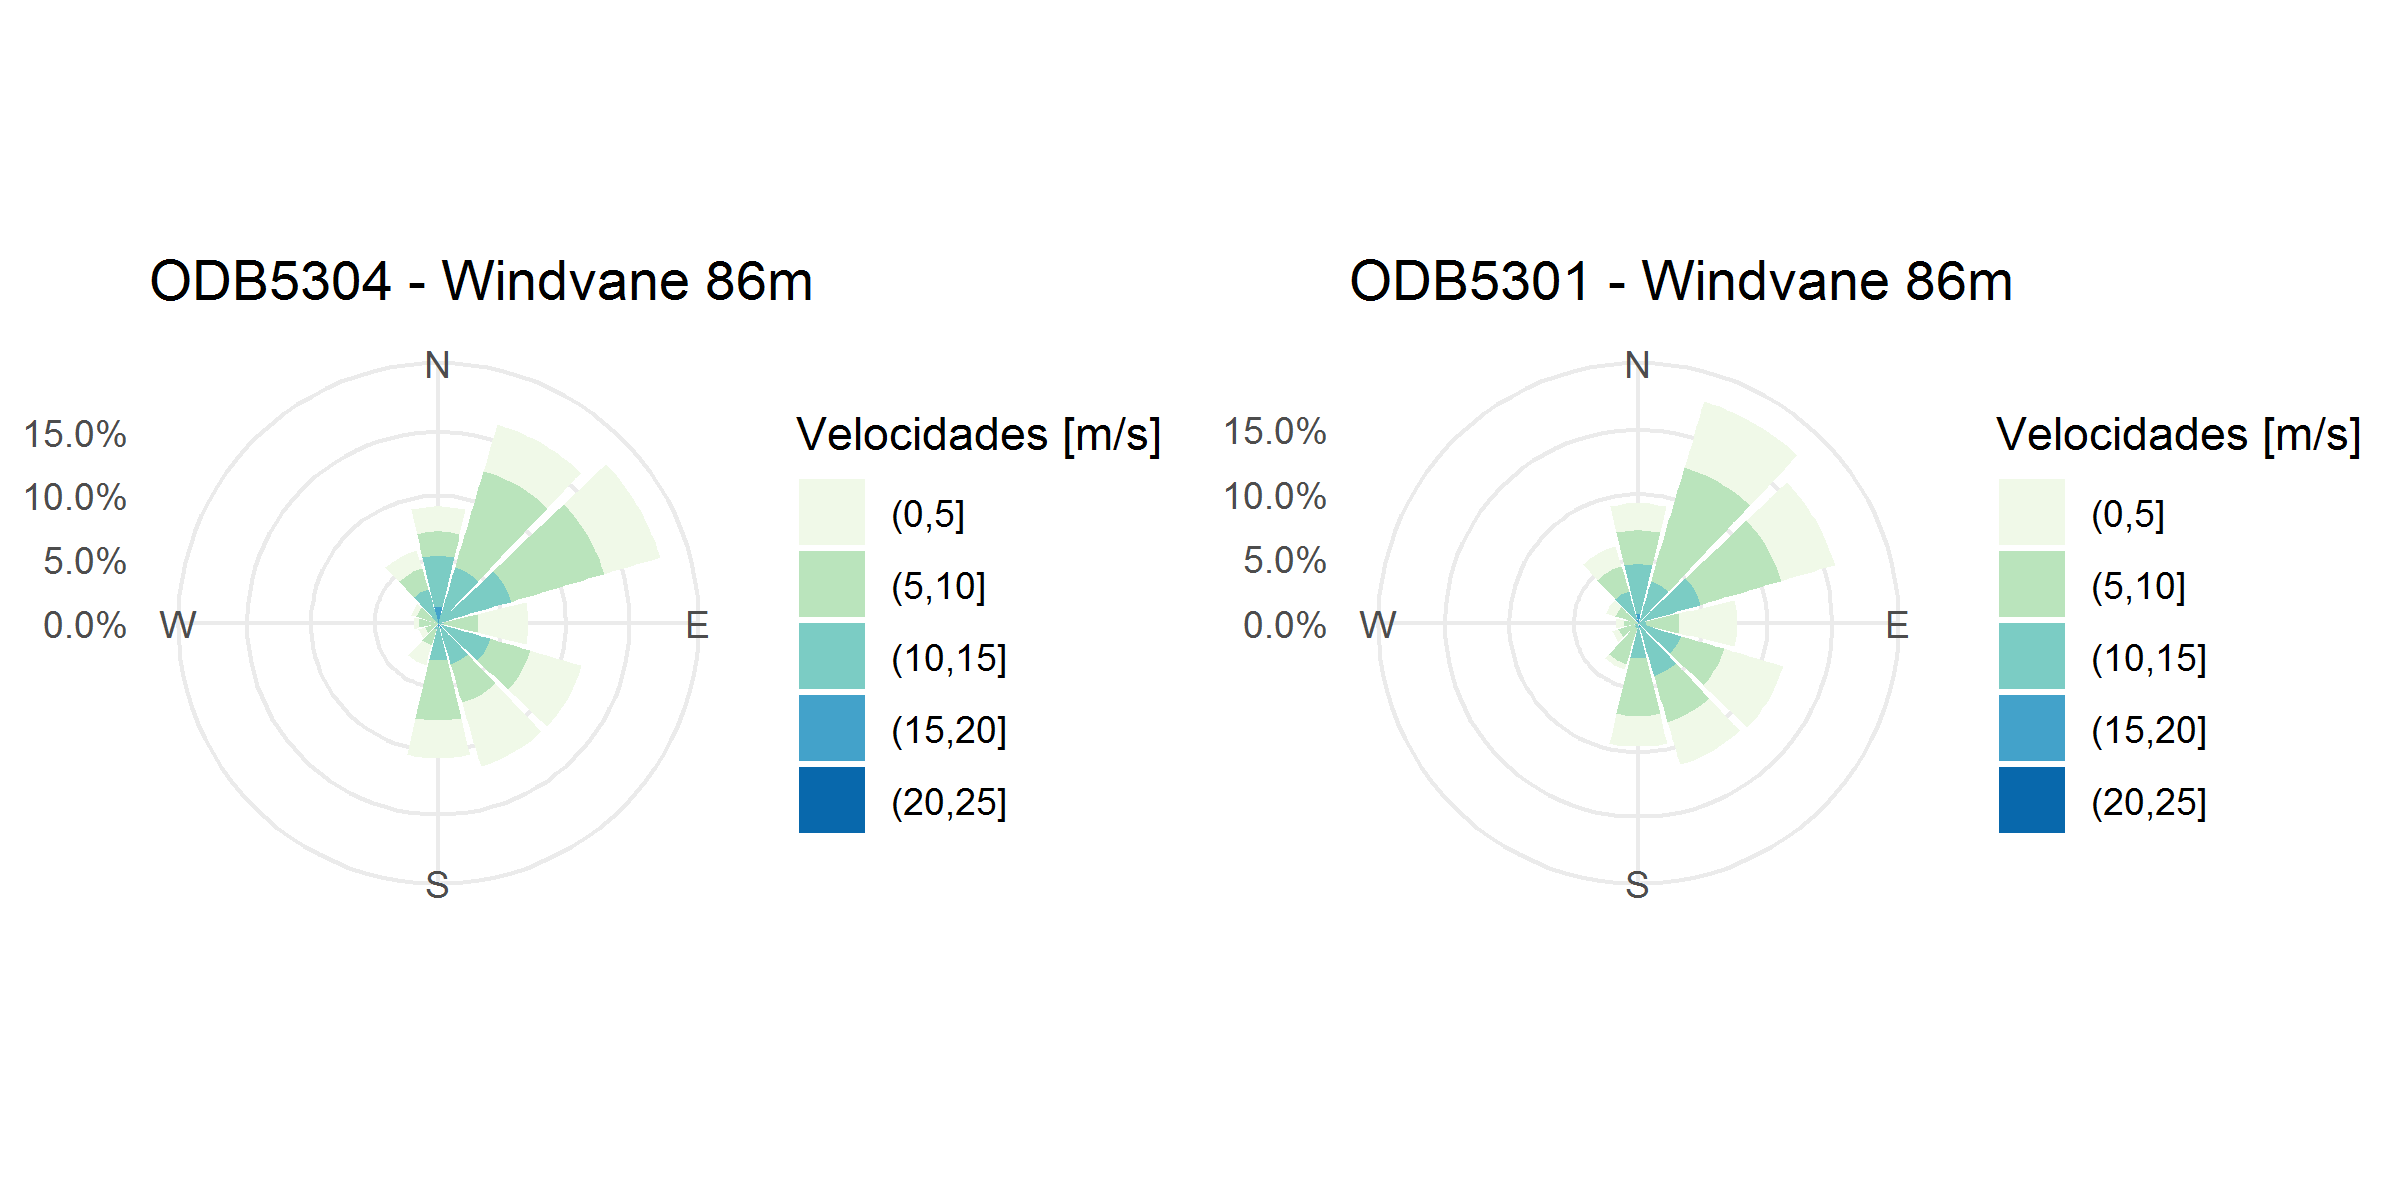 ODB5304 - Windvane 86m
N
15.0%
10.0%
5.0%
0.0%
W
E
S
Velocidades [m/s]
(0,5]
(5,10]
(10,15]
(15,20]
(20,25]
ODB5301 - Windvane 86m
N
15.0%
10.0%
5.0%
0.0%
W
E
S
Velocidades [m/s]
(0,5]
(5,10]
(10,15]
(15,20]
(20,25]